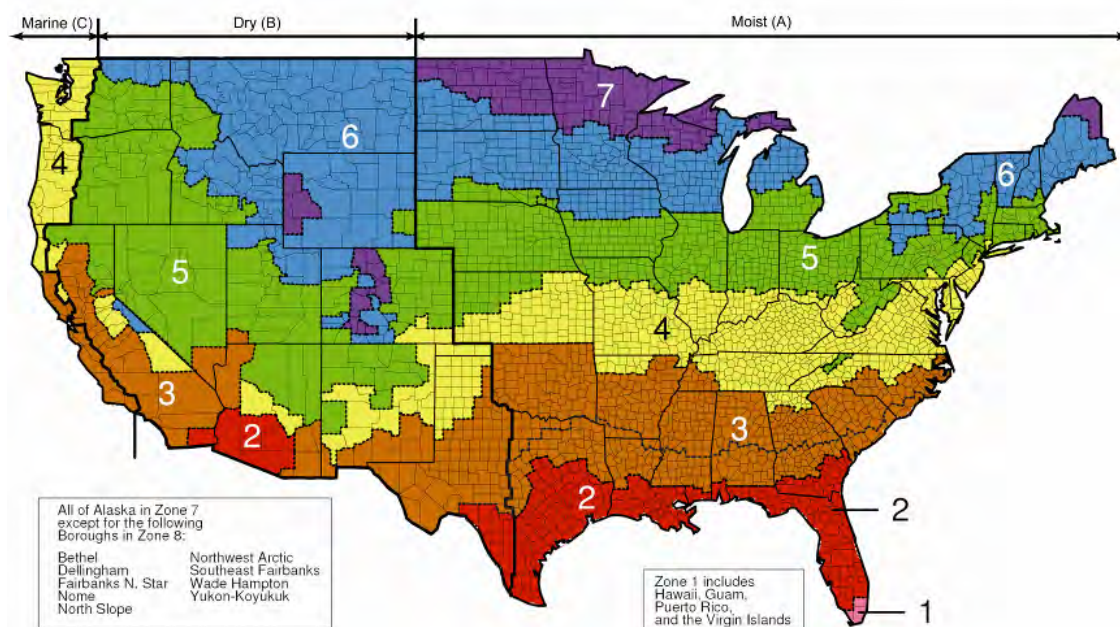 Marine (C)
Dry (B)
Moist (A)
7
6
6
4
5
5
4
3
3
2
2
2
1
All of Alaska in Zone 7
except for the following
Boroughs in Zone 8:
Bethel
Dellingham
Fairbanks N. Star
Nome
North Slope
Northwest Arctic
Southeast Fairbanks
Wade Hampton
Yukon-Koyukuk
Zone 1 includes
Hawaii, Guam,
Puerto Rico,
and the Virgin Islands